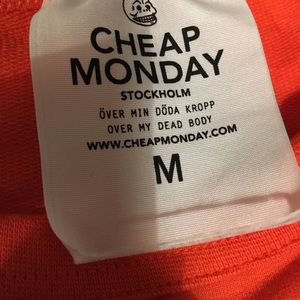 CHEAP
MONDAY
STOCKHOLM
ÖVER MIN DÖDA KROPP
OVER MY DEAD BODY
WWW.CHEAPMONDAY.COM
M